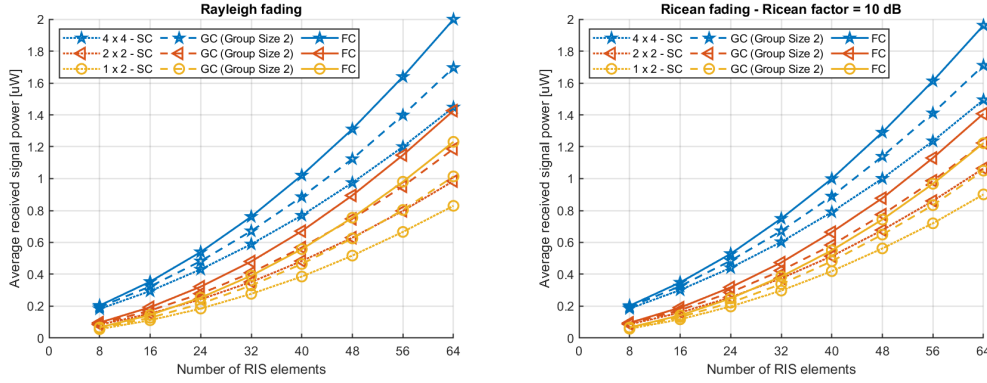 Rayleigh fading
4 x 4 - SC GC (Group Size 2) FC
2 x 2 - SC GC (Group Size 2) FC
1 x 2 - SC GC (Group Size 2) FC
Average received signal power [uW]
2
1.8
1.6
1.4
1.2
1
0.8
0.6
0.4
0.2
0
0 8 16 24 32 40 48 56 64
Number of RIS elements
Ricean fading - Ricean factor = 10 dB
4 x 4 - SC GC (Group Size 2) FC
2 x 2 - SC GC (Group Size 2) FC
1 x 2 - SC GC (Group Size 2) FC
Average received signal power [uW]
2
1.8
1.6
1.4
1.2
1
0.8
0.6
0.4
0.2
0
0 8 16 24 32 40 48 56 64
Number of RIS elements